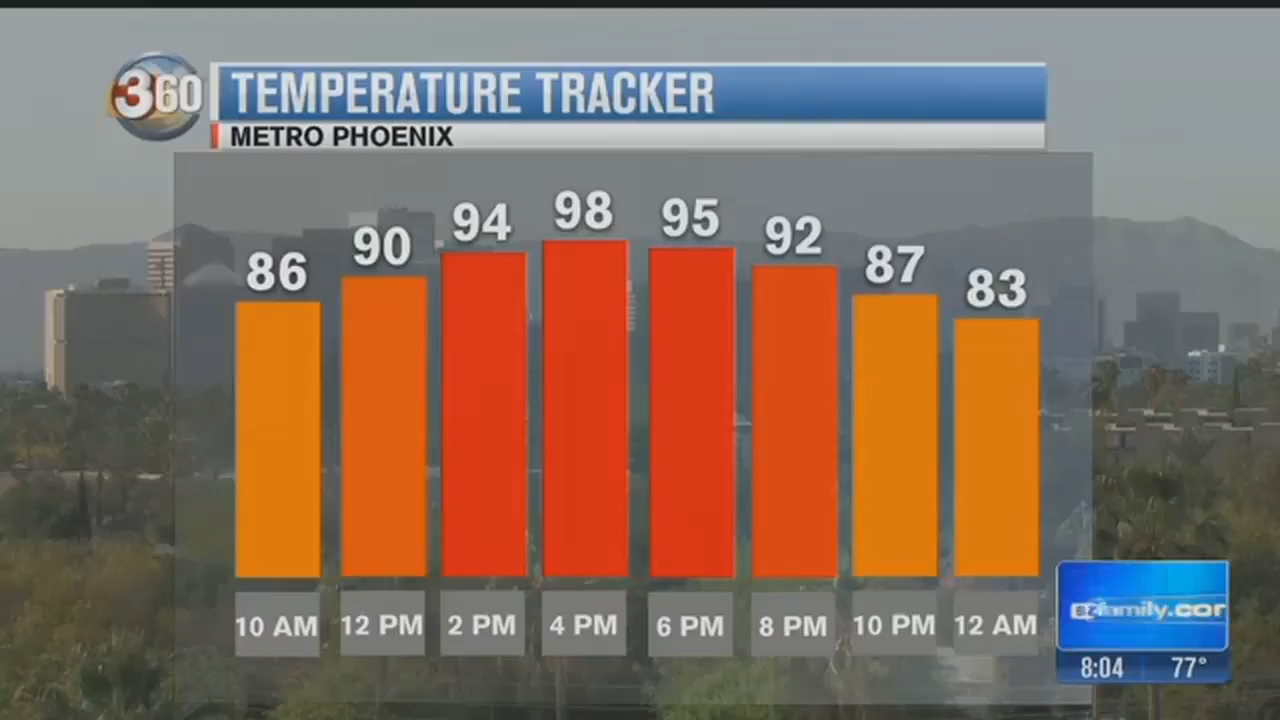 360
TEMPERATURE TRACKER
METRO PHOENIX
86 90 94 98 95 92 87 83
10 AM 12 PM 2 PM 4 PM 6 PM 8 PM 10 PM 12 AM
8:04 77°